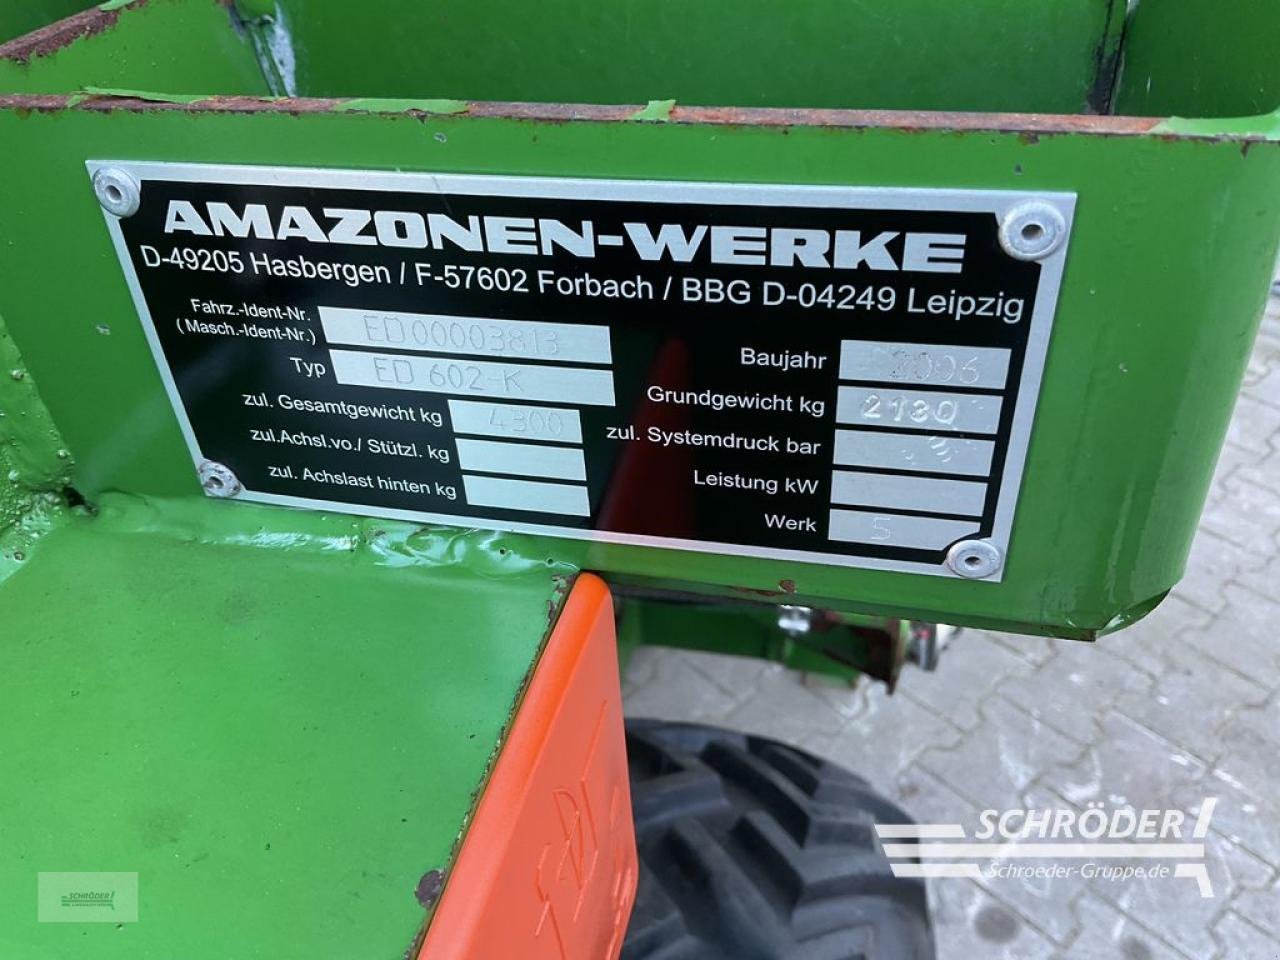 AMAZONEN-WERKE
D-49205 Hasbergen / F-57602 Forbach / BBG D-04249 Leipzig
Fahrz.-Ident-Nr.
(Masch.-Ident-Nr.) ED00003813
Typ ED 602-K
zul. Gesamtgewicht kg 4300
zul.Achsl.vo./ Stützl. kg
zul. Achslast hinten kg
Baujahr 2006
Grundgewicht kg 2130
zul. Systemdruck bar
Leistung kW
Werk 5
SCHRÖDER
Schroeder-Gruppe.de
SCHRÖDER